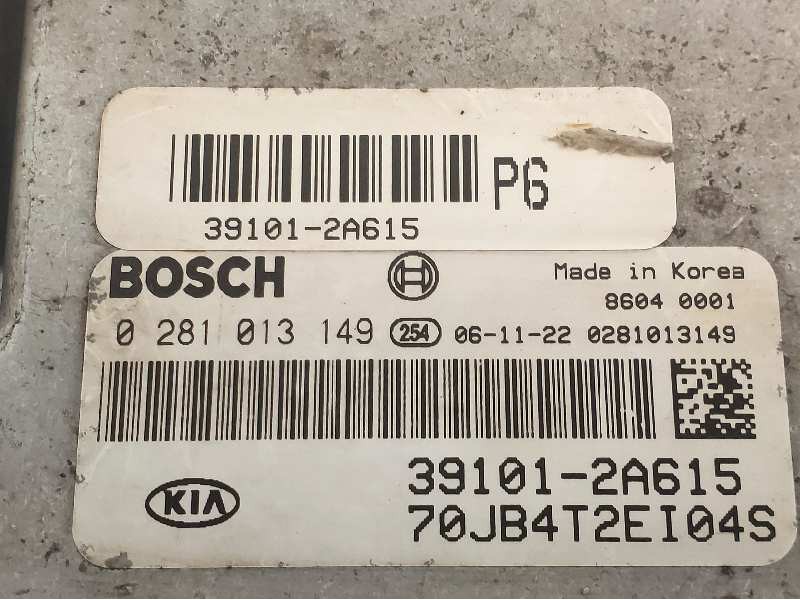 P6
39101-2A615
BOSCH Made in Korea
8604 0001
0 281 013 149 254 06-11-22 0281013149
KIA 39101-2A615
70JB4T2EI04S